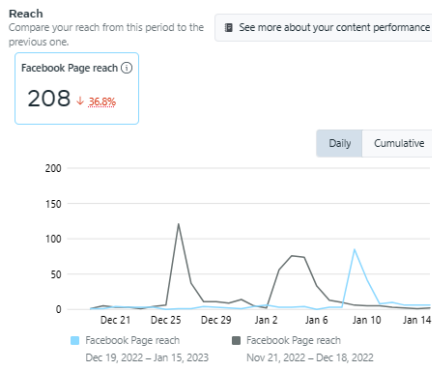 Reach
Compare your reach from this period to the
previous one.
See more about your content performance
Facebook Page reach
208 ↓ 36.8%
Daily Cumulative
200
150
100
50
0
Dec 21 Dec 25 Dec 29 Jan 2 Jan 6 Jan 10 Jan 14
Facebook Page reach Facebook Page reach
Dec 19, 2022 – Jan 15, 2023 Nov 21, 2022 – Dec 18, 2022